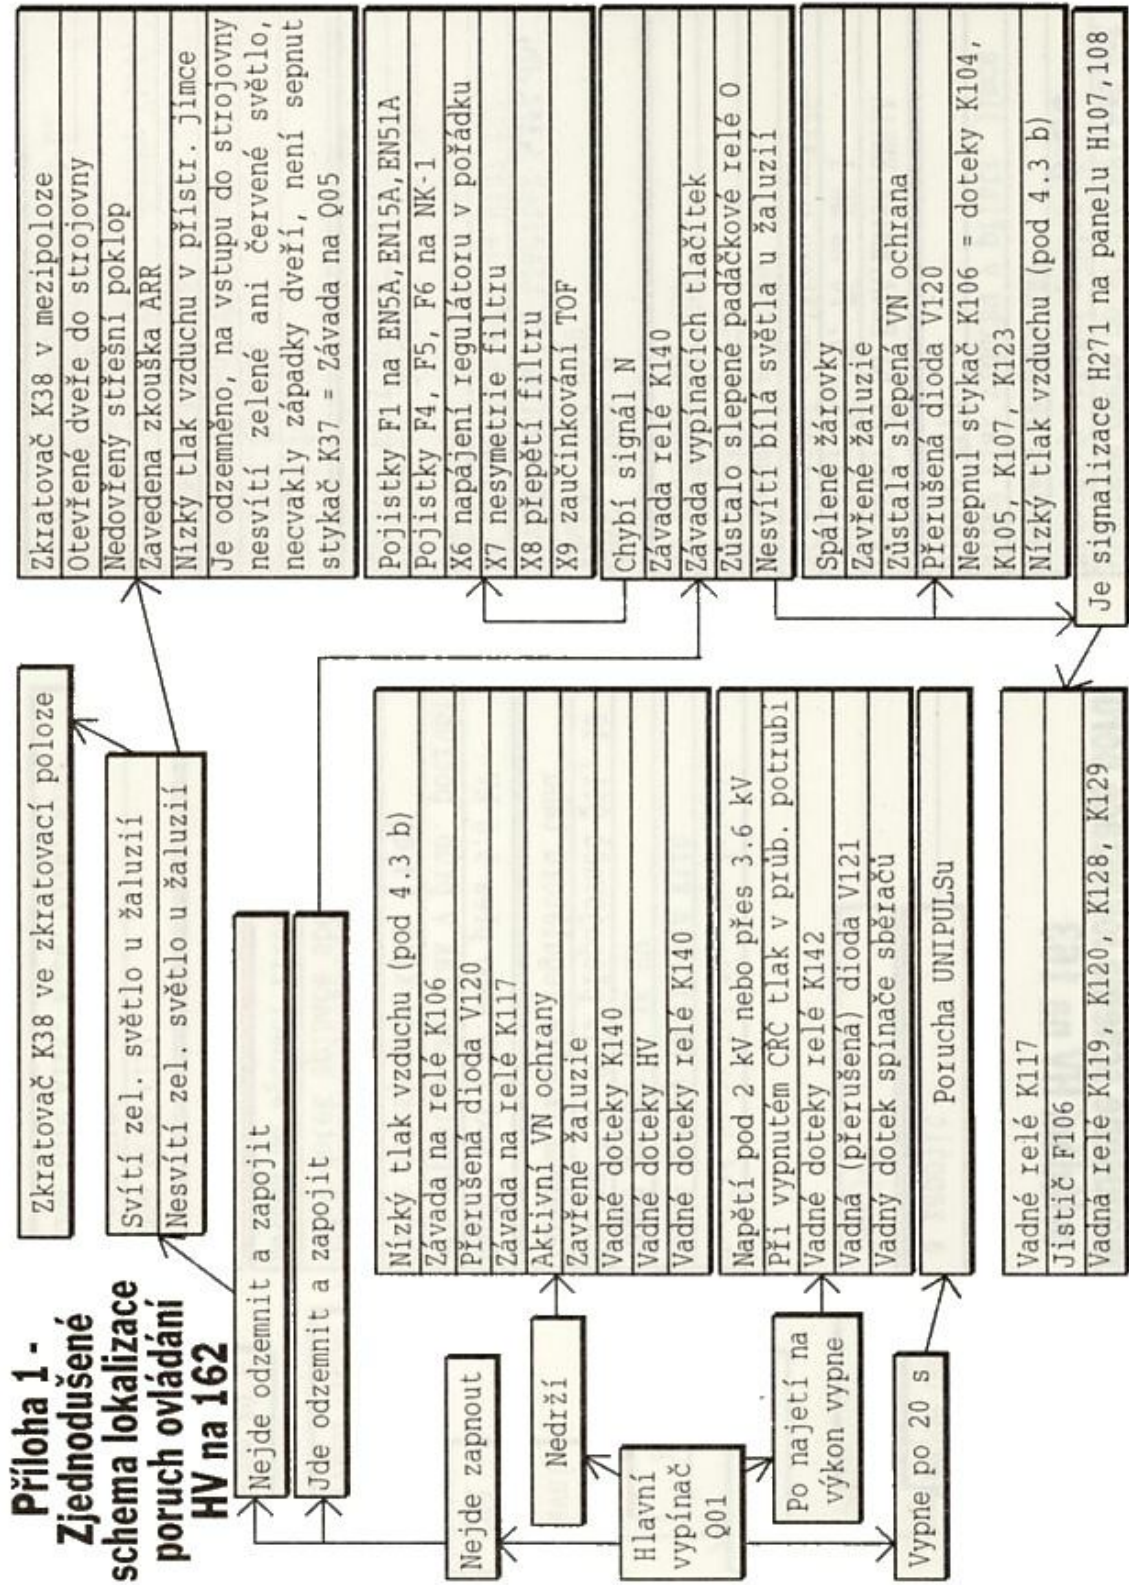 Příloha 1 -
Zjednodušené
schema lokalizace
poruch ovládání
HV na 162
Hlavní
vypínač
Q01
Nejde zapnout
Nedrží
Po najetí na
výkon vypne
Vypne po 20 s
Nejde odzemnit a zapojit
Jde odzemnit a zapojit
Svítí zel. světlo u žaluzií
Nesvítí zel. světlo u žaluzií
Zkratovač K38 ve zkratovací poloze
Zkratovač K38 v mezipoloze
Otevřené dveře do strojovny
Nedovřený střešní poklop
Zavedena zkouška ARR
Nízký tlak vzduchu v přístr. jímce
Je odzemněno, na vstupu do strojovny
nesvítí zelené ani červené světlo,
necvakly západky dveří, není sepnut
stykač K37 = Závada na Q05
Pojistky F1 na EN5A,EN15A,EN51A
Pojistky F4, F5, F6 na NK-1
X6 napájení regulátoru v pořádku
X7 nesymetrie filtru
X8 přepětí filtru
X9 zaučinkování TOF
Chybí signál N
Závada relé K140
Závada vypínacích tlačítek
Zůstalo slepené padáčkové relé O
Nesvítí bílá světla u žaluzií
Spálené žárovky
Zavřené žaluzie
Zůstala slepená VN ochrana
Přerušená dioda V120
Nesepnul stykač K106 = doteky K104,
K105, K107, K123
Nízký tlak vzduchu (pod 4.3 b)
Je signalizace H271 na panelu H107,108
Nízký tlak vzduchu (pod 4.3 b)
Závada na relé K106
Přerušená dioda V120
Závada na relé K117
Aktivní VN ochrany
Zavřené žaluzie
Vadné doteky K140
Vadné doteky HV
Vadné doteky relé K140
Napětí pod 2 kV nebo přes 3.6 kV
Při vypnutém CRC tlak v průb. potrubí
Vadné doteky relé K142
Vadná (přerušená) dioda V121
Vadný dotek spínače sběračů
Porucha UNIPULSu
Vadné relé K117
Jistič F106
Vadná relé K119, K120, K128, K129